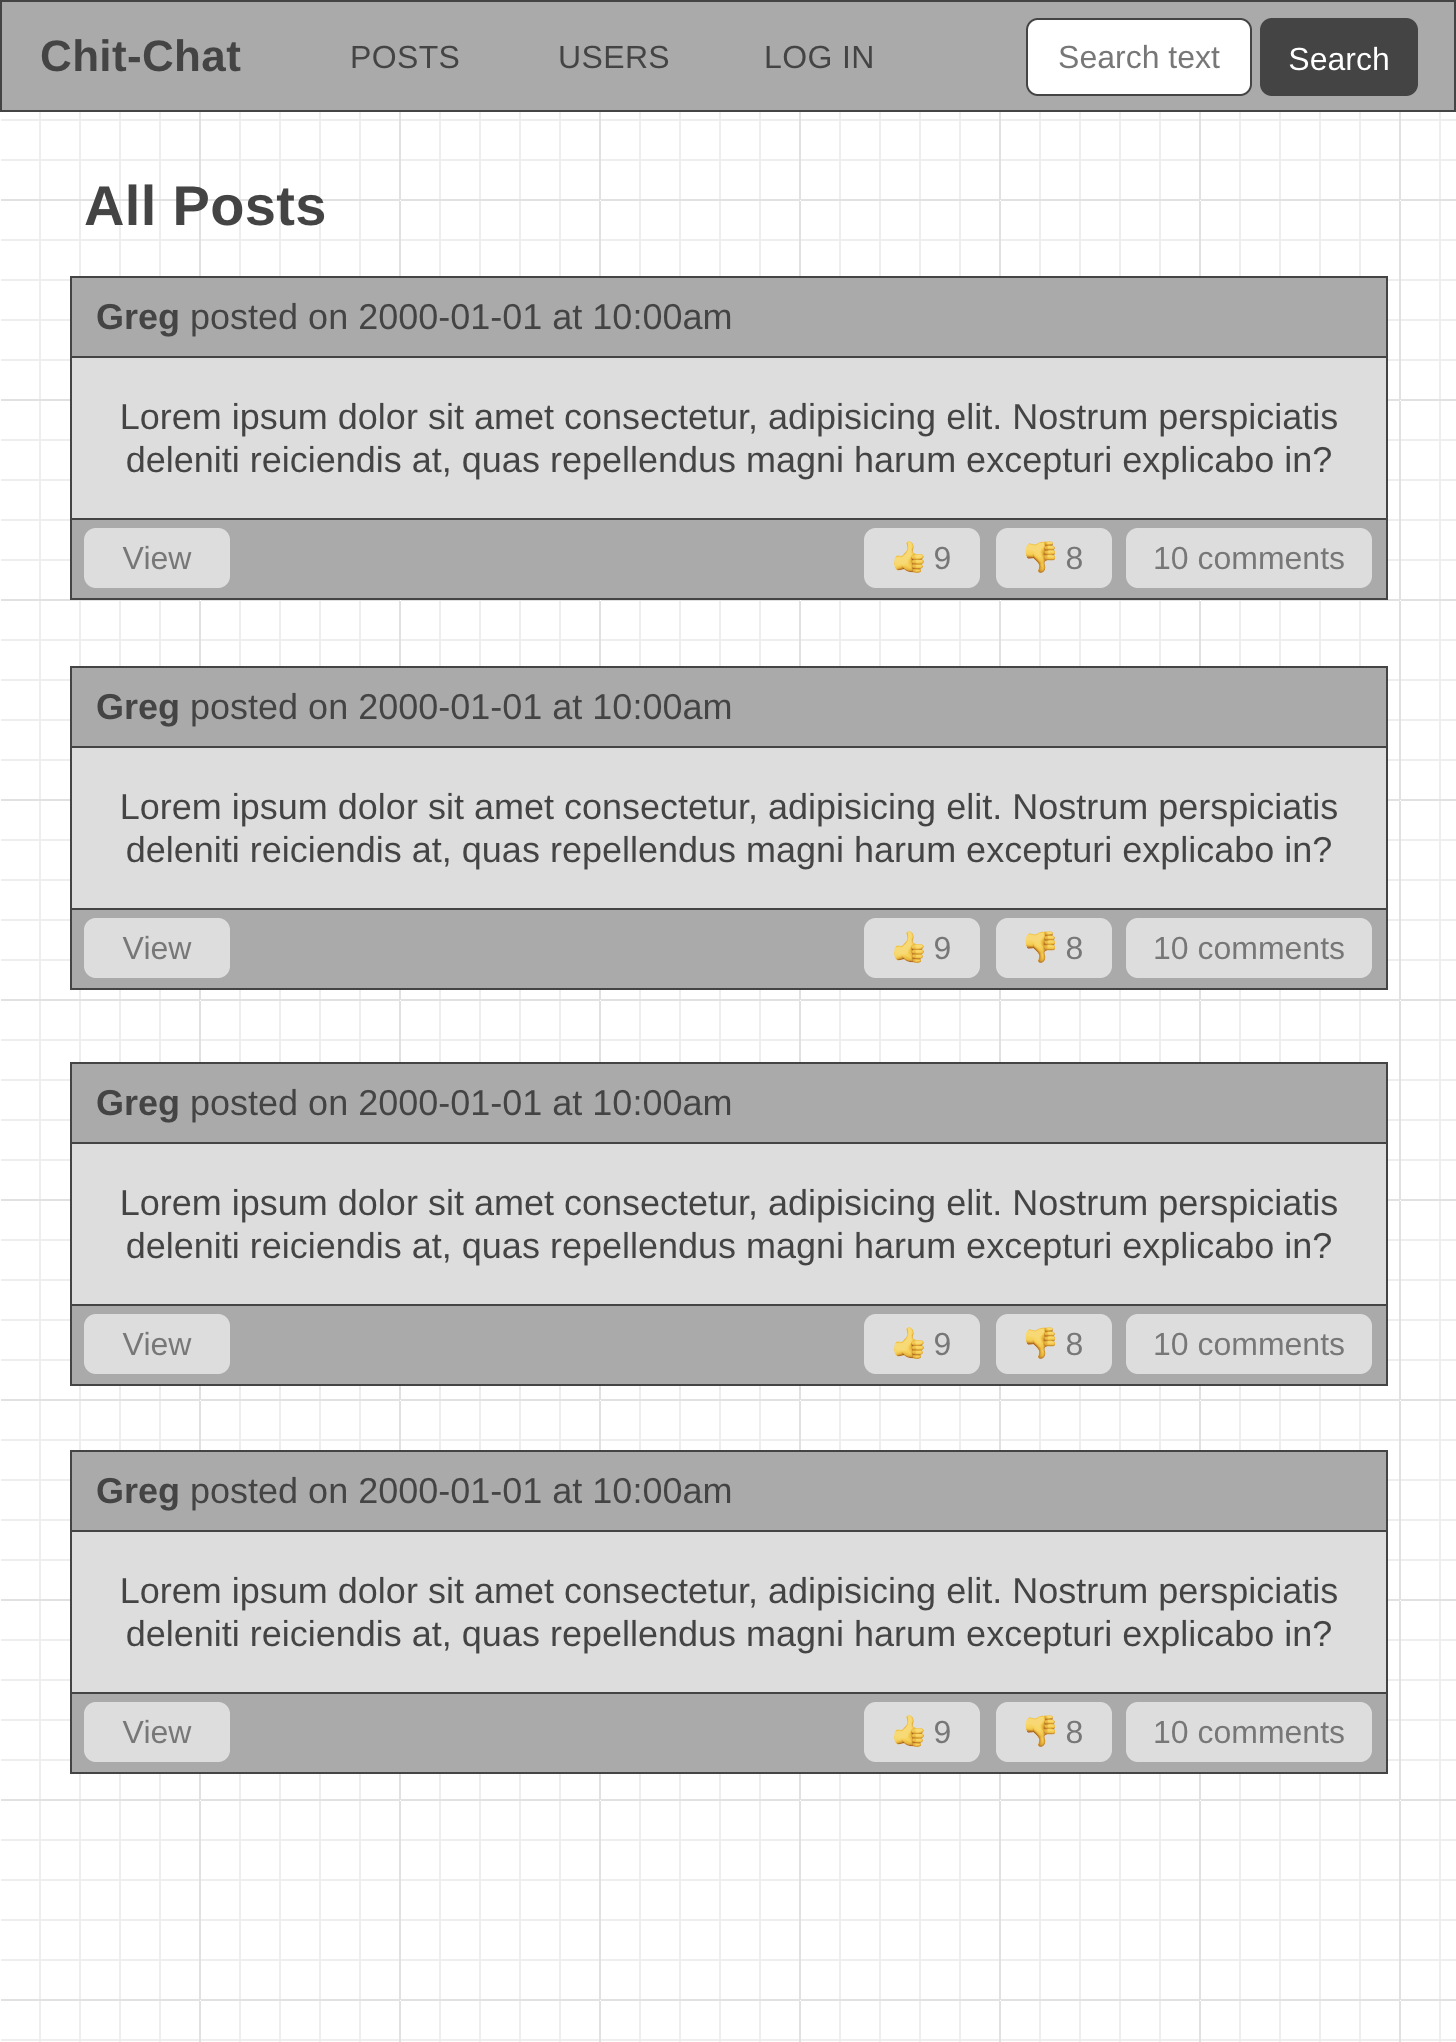 Chit-Chat POSTS USERS LOG IN Search text Search
All Posts
Greg posted on 2000-01-01 at 10:00am
Lorem ipsum dolor sit amet consectetur, adipisicing elit. Nostrum perspiciatis
deleniti reiciendis at, quas repellendus magni harum excepturi explicabo in?
View 👍 9 👎 8 10 comments
Greg posted on 2000-01-01 at 10:00am
Lorem ipsum dolor sit amet consectetur, adipisicing elit. Nostrum perspiciatis
deleniti reiciendis at, quas repellendus magni harum excepturi explicabo in?
View 👍 9 👎 8 10 comments
Greg posted on 2000-01-01 at 10:00am
Lorem ipsum dolor sit amet consectetur, adipisicing elit. Nostrum perspiciatis
deleniti reiciendis at, quas repellendus magni harum excepturi explicabo in?
View 👍 9 👎 8 10 comments
Greg posted on 2000-01-01 at 10:00am
Lorem ipsum dolor sit amet consectetur, adipisicing elit. Nostrum perspiciatis
deleniti reiciendis at, quas repellendus magni harum excepturi explicabo in?
View 👍 9 👎 8 10 comments